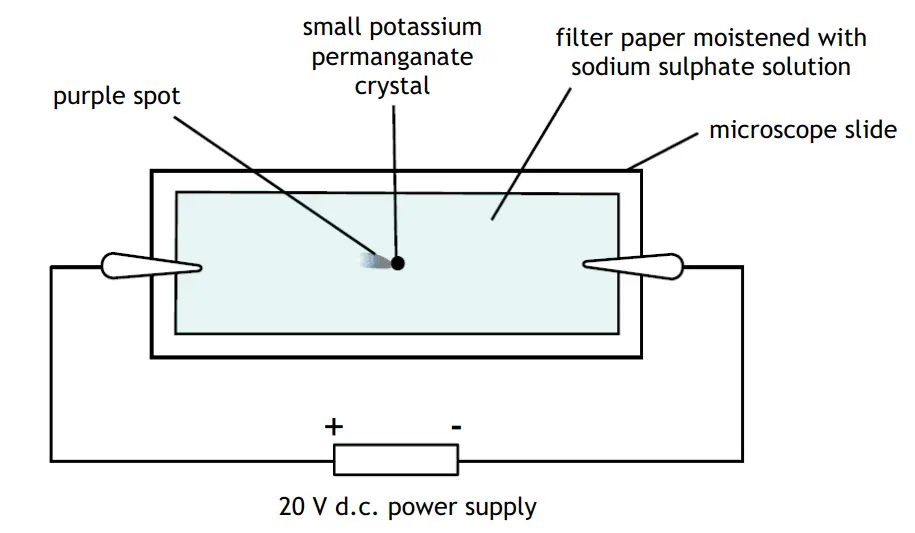 small potassium
permanganate
crystal
filter paper moistened with
sodium sulphate solution
purple spot
microscope slide
+ -
20 V d.c. power supply